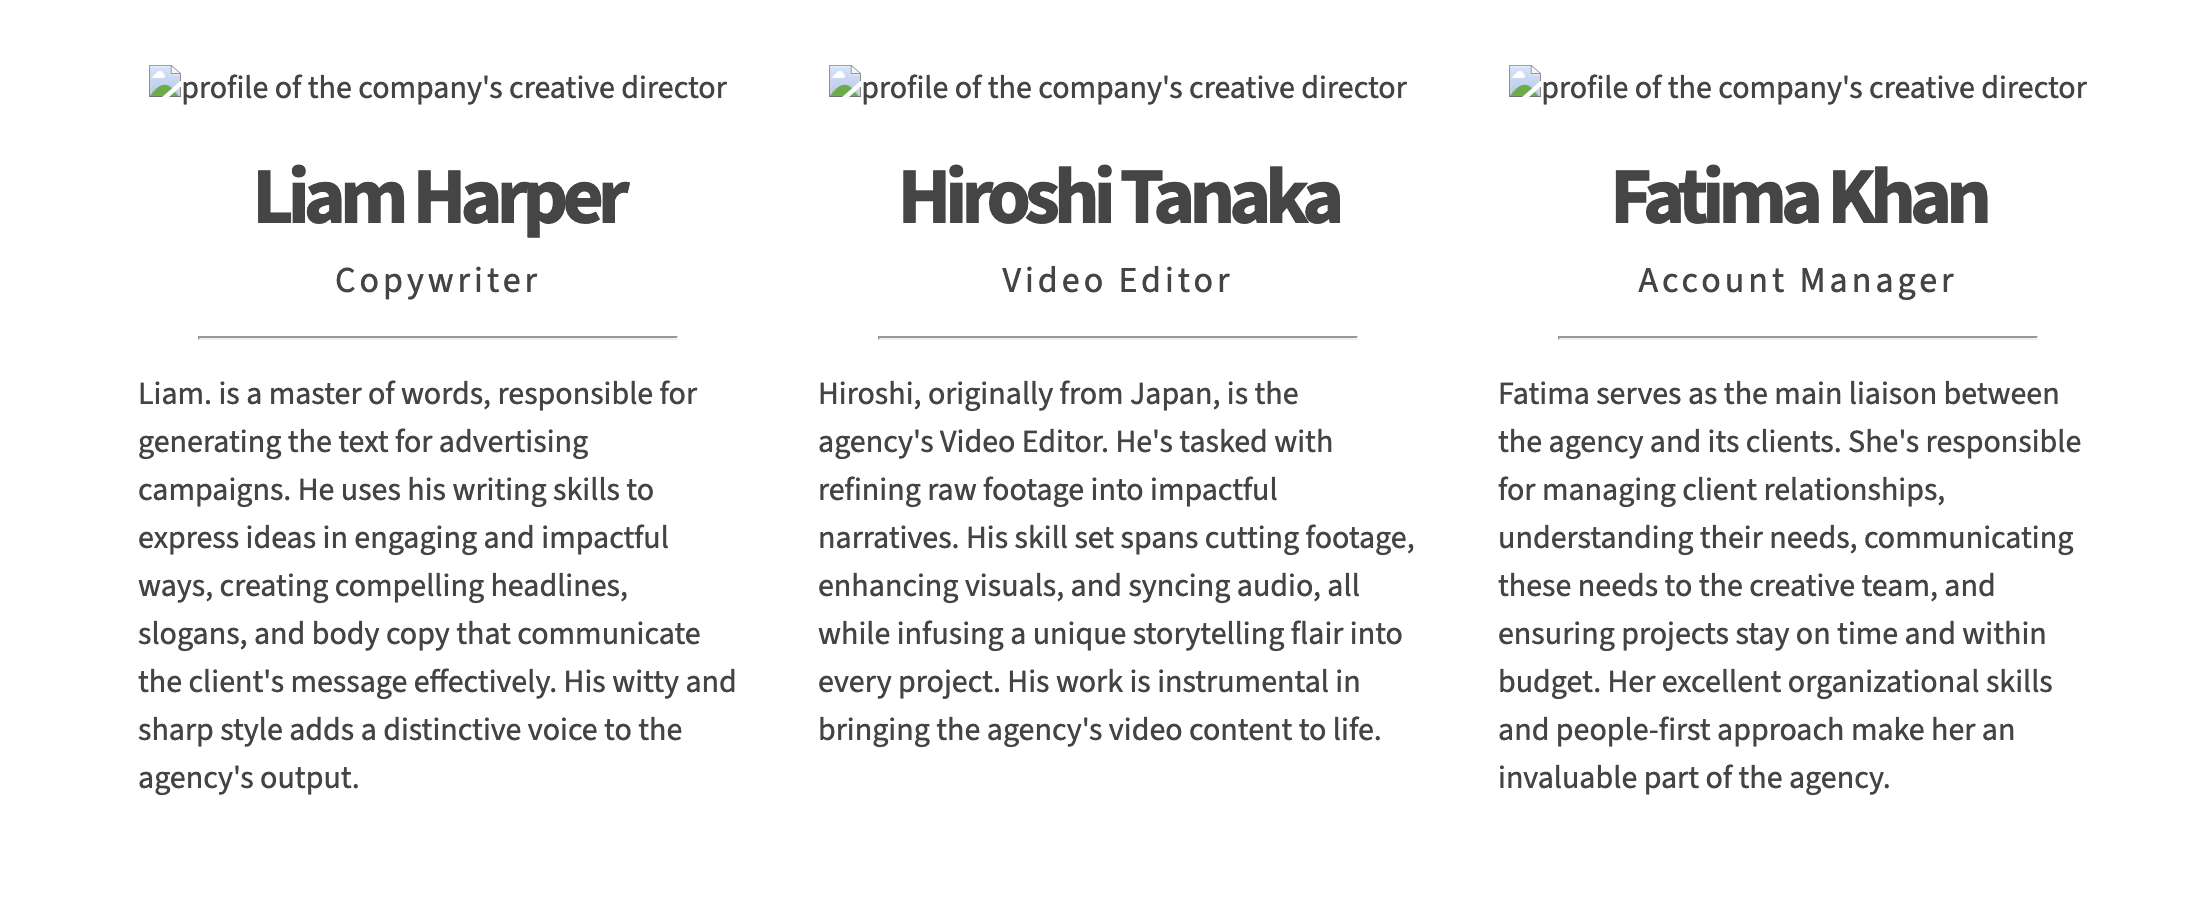 profile of the company's creative director
Liam Harper
Copywriter
Liam. is a master of words, responsible for
generating the text for advertising
campaigns. He uses his writing skills to
express ideas in engaging and impactful
ways, creating compelling headlines,
slogans, and body copy that communicate
the client's message effectively. His witty and
sharp style adds a distinctive voice to the
agency's output.
profile of the company's creative director
Hiroshi Tanaka
Video Editor
Hiroshi, originally from Japan, is the
agency's Video Editor. He's tasked with
refining raw footage into impactful
narratives. His skill set spans cutting footage,
enhancing visuals, and syncing audio, all
while infusing a unique storytelling flair into
every project. His work is instrumental in
bringing the agency's video content to life.
profile of the company's creative director
Fatima Khan
Account Manager
Fatima serves as the main liaison between
the agency and its clients. She's responsible
for managing client relationships,
understanding their needs, communicating
these needs to the creative team, and
ensuring projects stay on time and within
budget. Her excellent organizational skills
and people-first approach make her an
invaluable part of the agency.